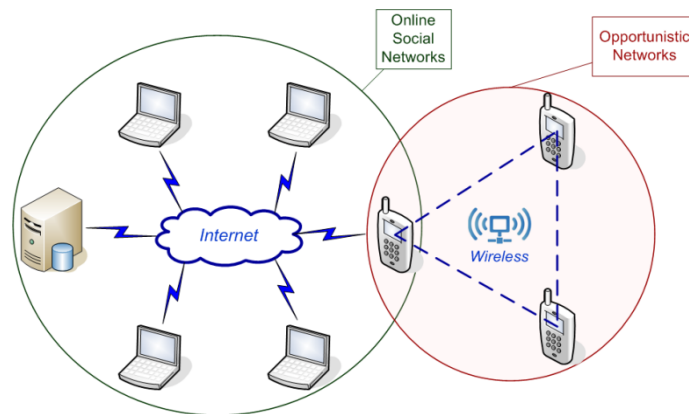 Online
Social
Networks
Opportunistic
Networks
Internet
Wireless